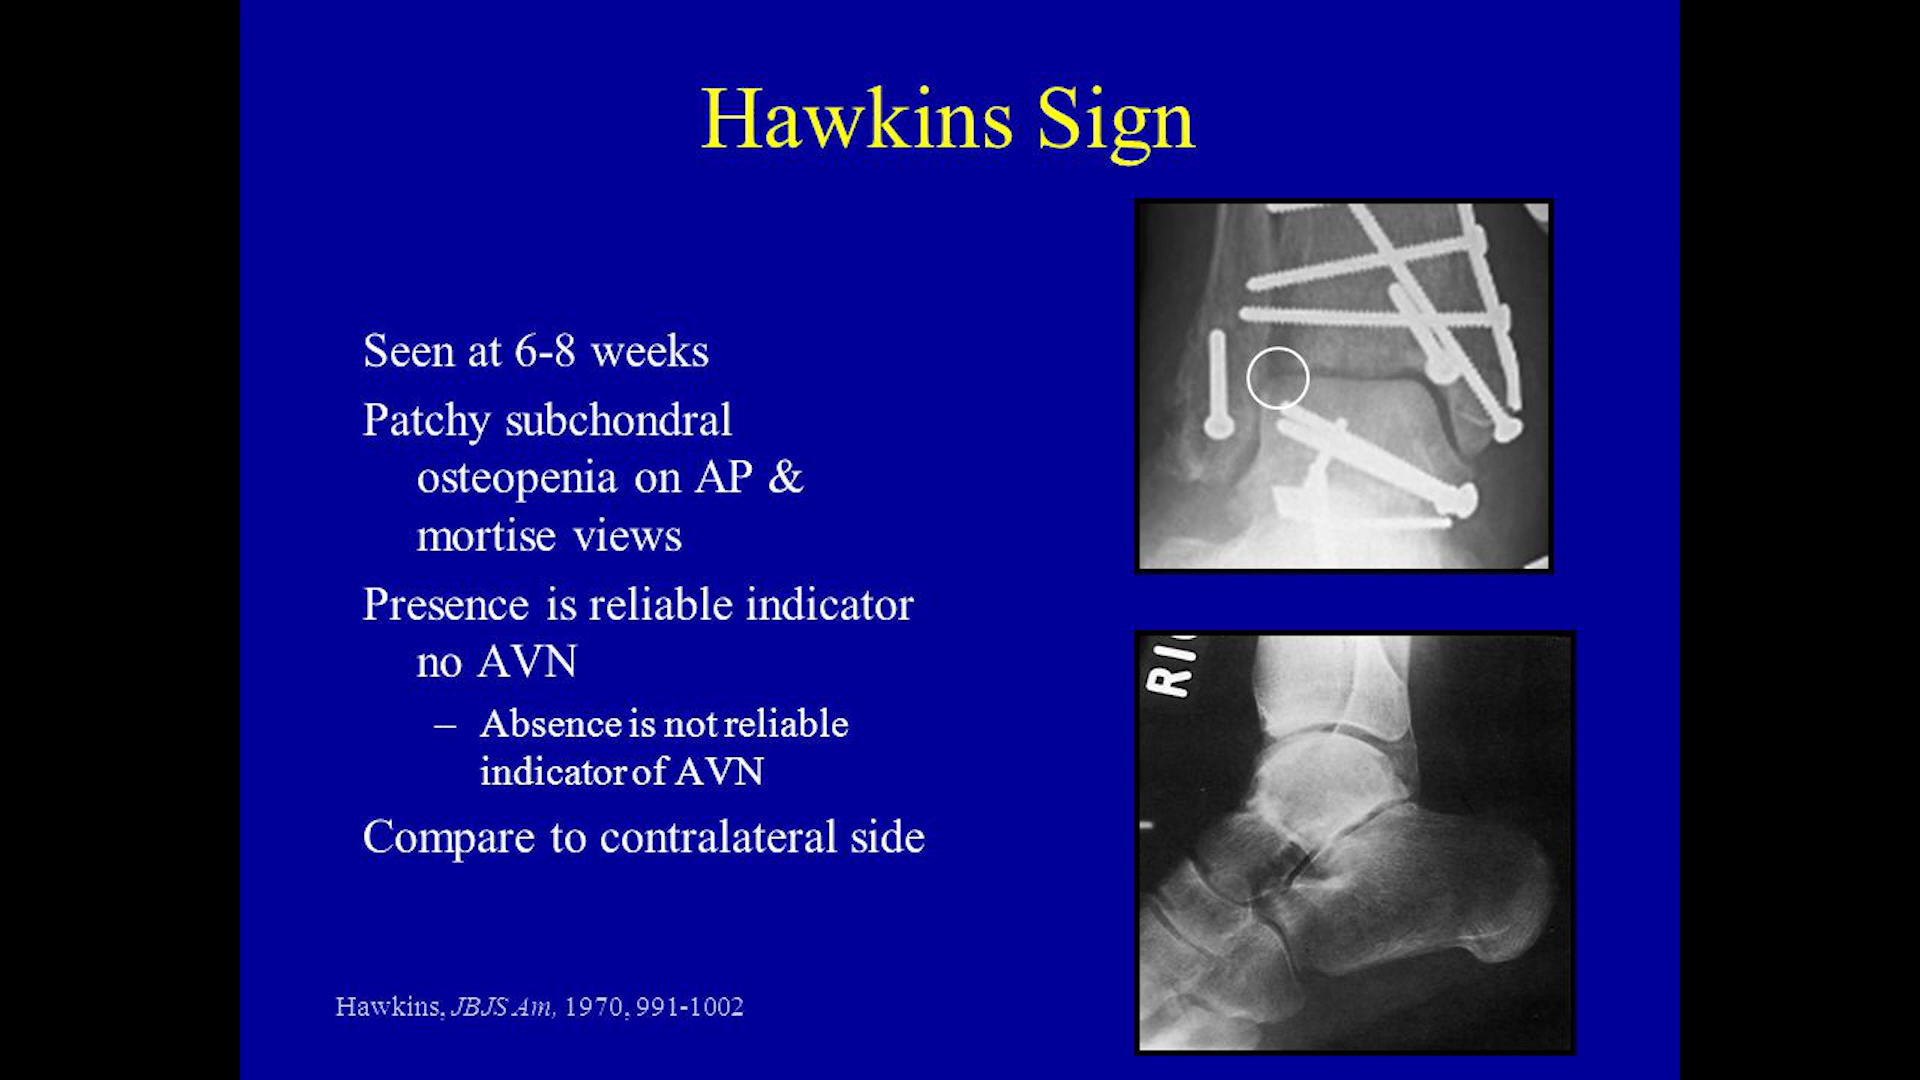 Hawkins Sign
Seen at 6-8 weeks
Patchy subchondral
osteopenia on AP &
mortise views
Presence is reliable indicator
no AVN
– Absence is not reliable
indicator of AVN
Compare to contralateral side
Hawkins, JBJS Am, 1970, 991-1002
RI